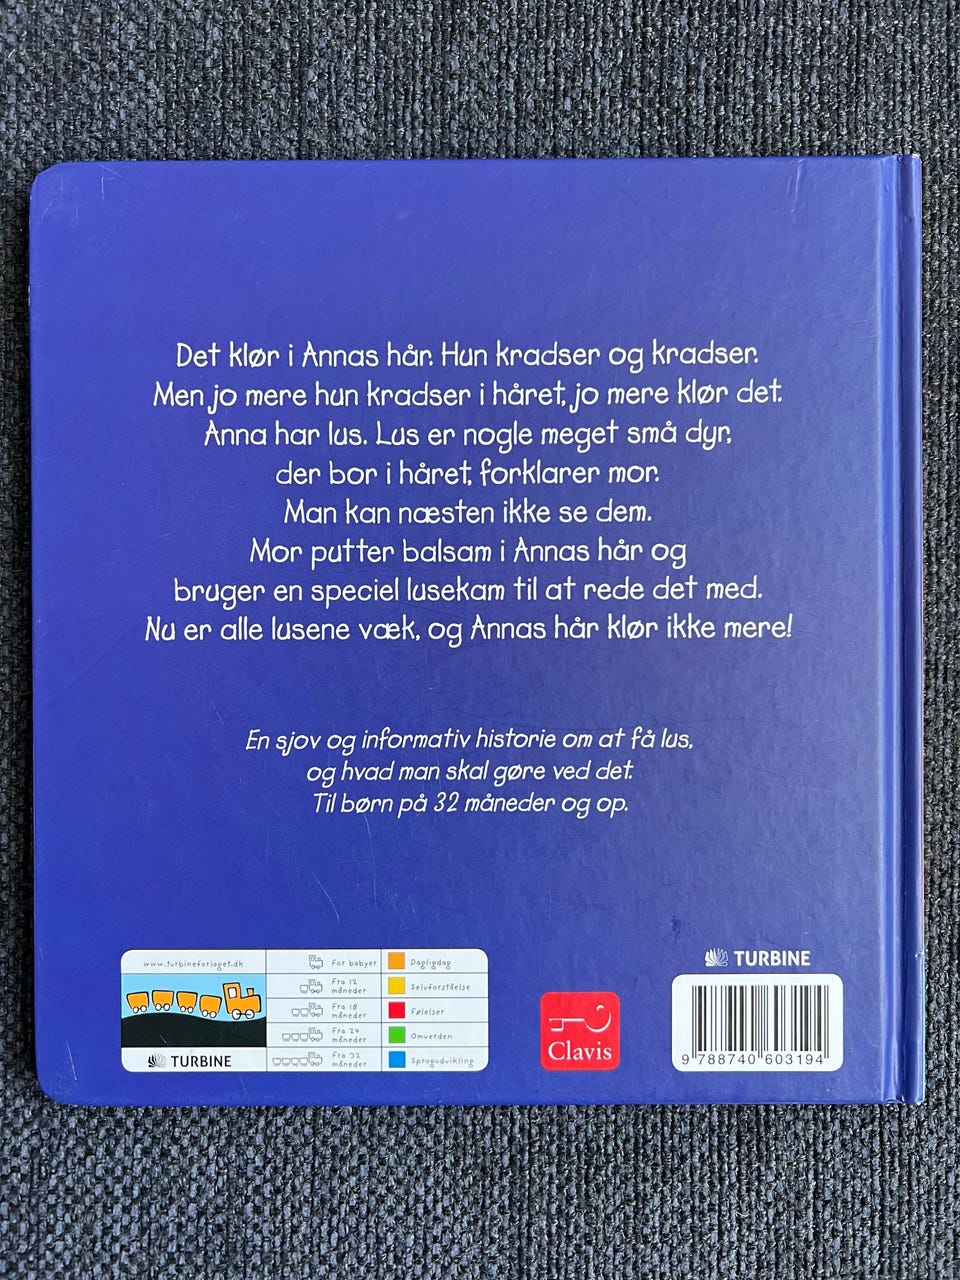 Det klør i Annas hår. Hun kradser og kradser.
Men jo mere hun kradser i håret, jo mere klør det.
Anna har lus. Lus er nogle meget små dyr,
der bor i håret, forklarer mor.
Man kan næsten ikke se dem.
Mor putter balsam i Annas hår og
bruger en speciel lusekam til at rede det med.
Nu er alle lusene væk, og Annas hår klør ikke mere!
En sjov og informativ historie om at få lus,
og hvad man skal gøre ved det.
Til børn på 32 måneder og op.
www.turbineforlaget.dk
For babyer
Dagligdag
Fra 12
måneder
Selvforståelse
Fra 18
måneder
Følelser
Fra 24
måneder
Omverden
TURBINE
Fra 32
måneder
Sprogudvikling
Clavis
TURBINE
9 788740 603194